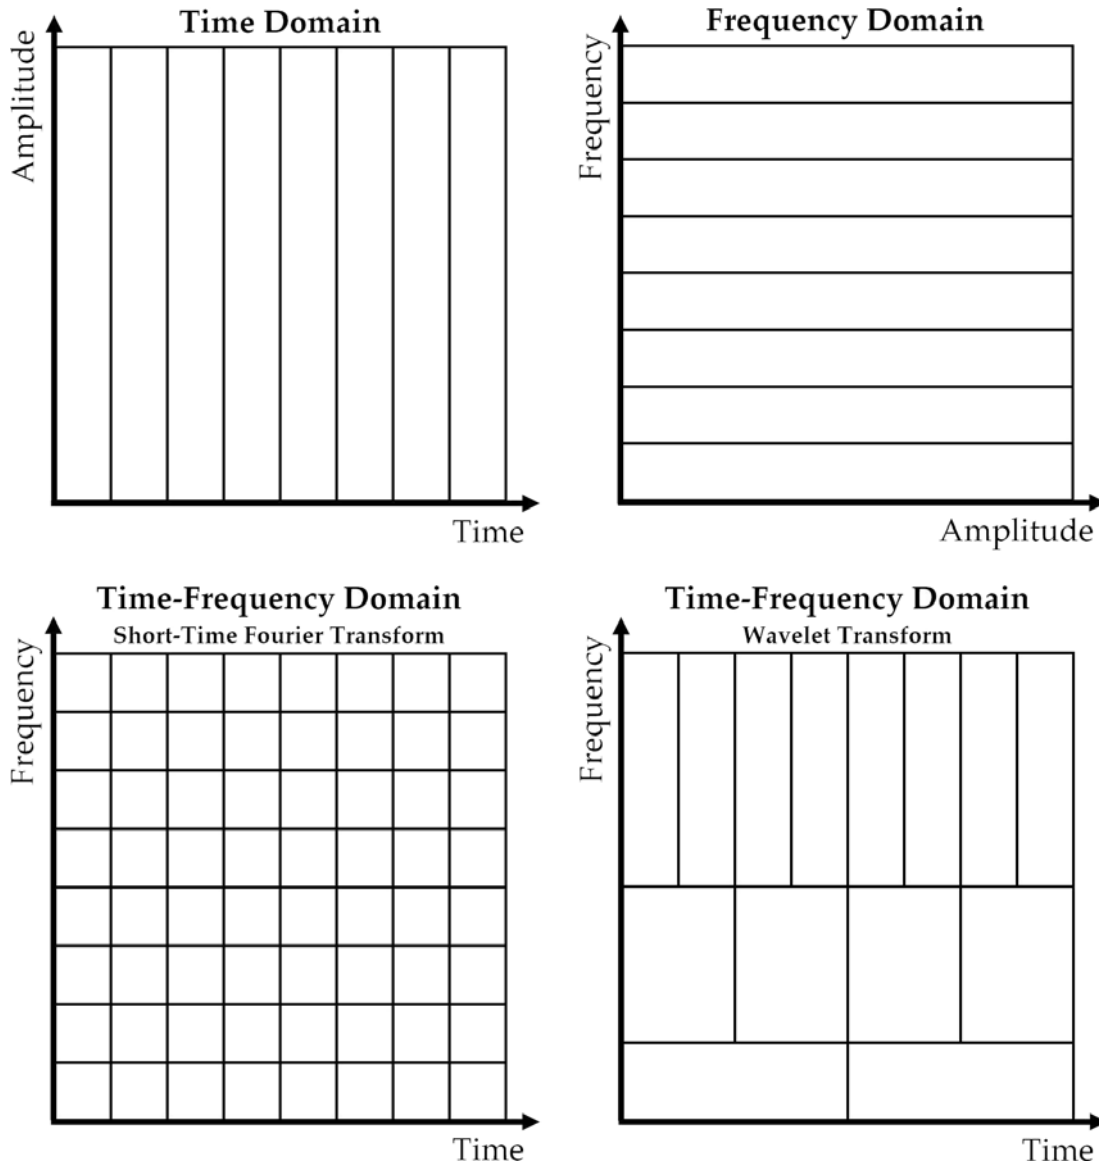 Time Domain
Amplitude
Time
Frequency Domain
Frequency
Amplitude
Time-Frequency Domain
Short-Time Fourier Transform
Frequency
Time
Time-Frequency Domain
Wavelet Transform
Frequency
Time